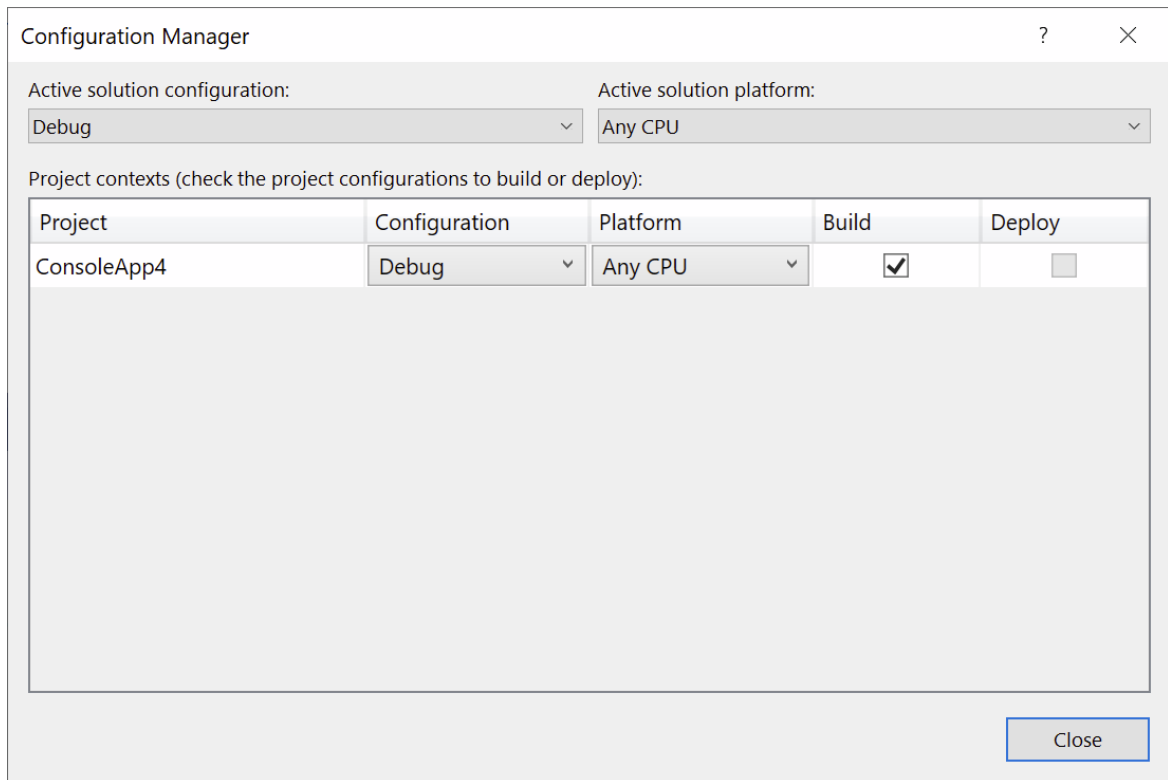 Configuration Manager ?
Active solution configuration: Active solution platform:
Debug Any CPU
Project contexts (check the project configurations to build or deploy):
Project Configuration Platform Build Deploy
ConsoleApp4 Debug Any CPU
Close